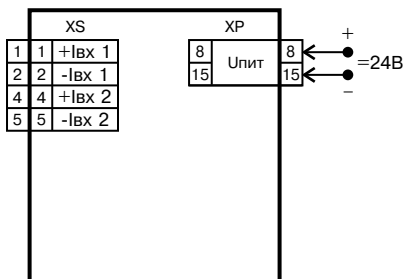 XS XP
1 1 +Iвх 1 8 Uпит 8 +
2 2 -Iвх 1 15 15 – =24В
4 4 +Iвх 2
5 5 -Iвх 2